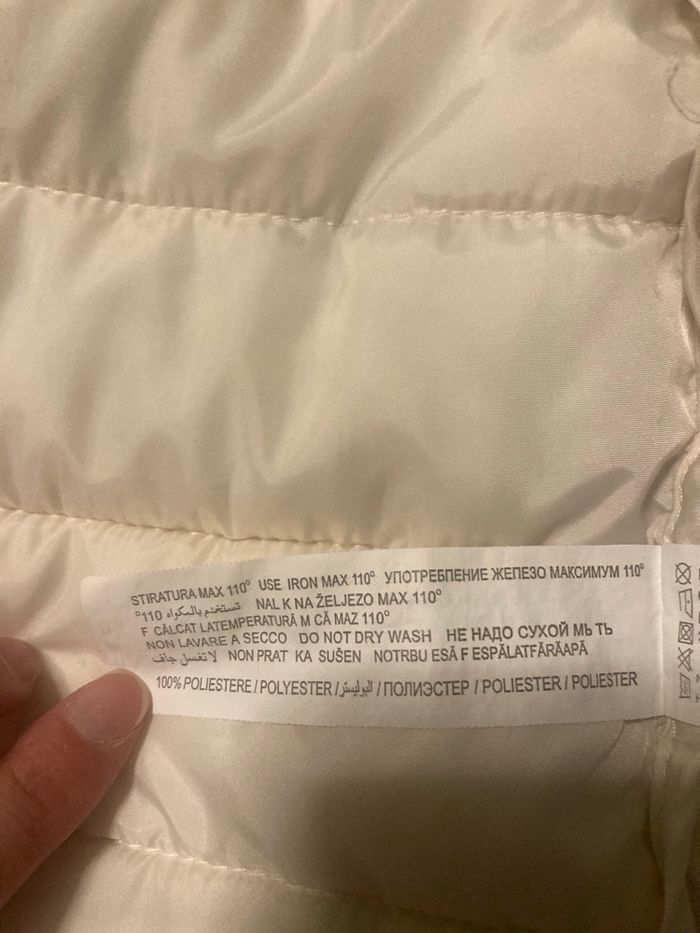 STIRATURA MAX 110° USE IRON MAX 110° УПОТРЕБПЕНИЕ ЖЕПЕЗО МАКСИМУМ 110°
تستخدم بالمكواه 110° NAL K NA ŽELJEZO MAX 110°
F CĂLCAT LATEMPERATURĂ M CĂ MAZ 110°
NON LAVARE A SECCO DO NOT DRY WASH НЕ НАДО СУХОЙ МЬ ТЬ
لا تغسل جاف NON PRAT KA SUŠEN NOTRBU ESĂ F ESPĂLATFĂRĂAPĂ
100% POLIESTERE / POLYESTER / البوليستر / ПОЛИЭСТЕР / POLIESTER / POLIESTER